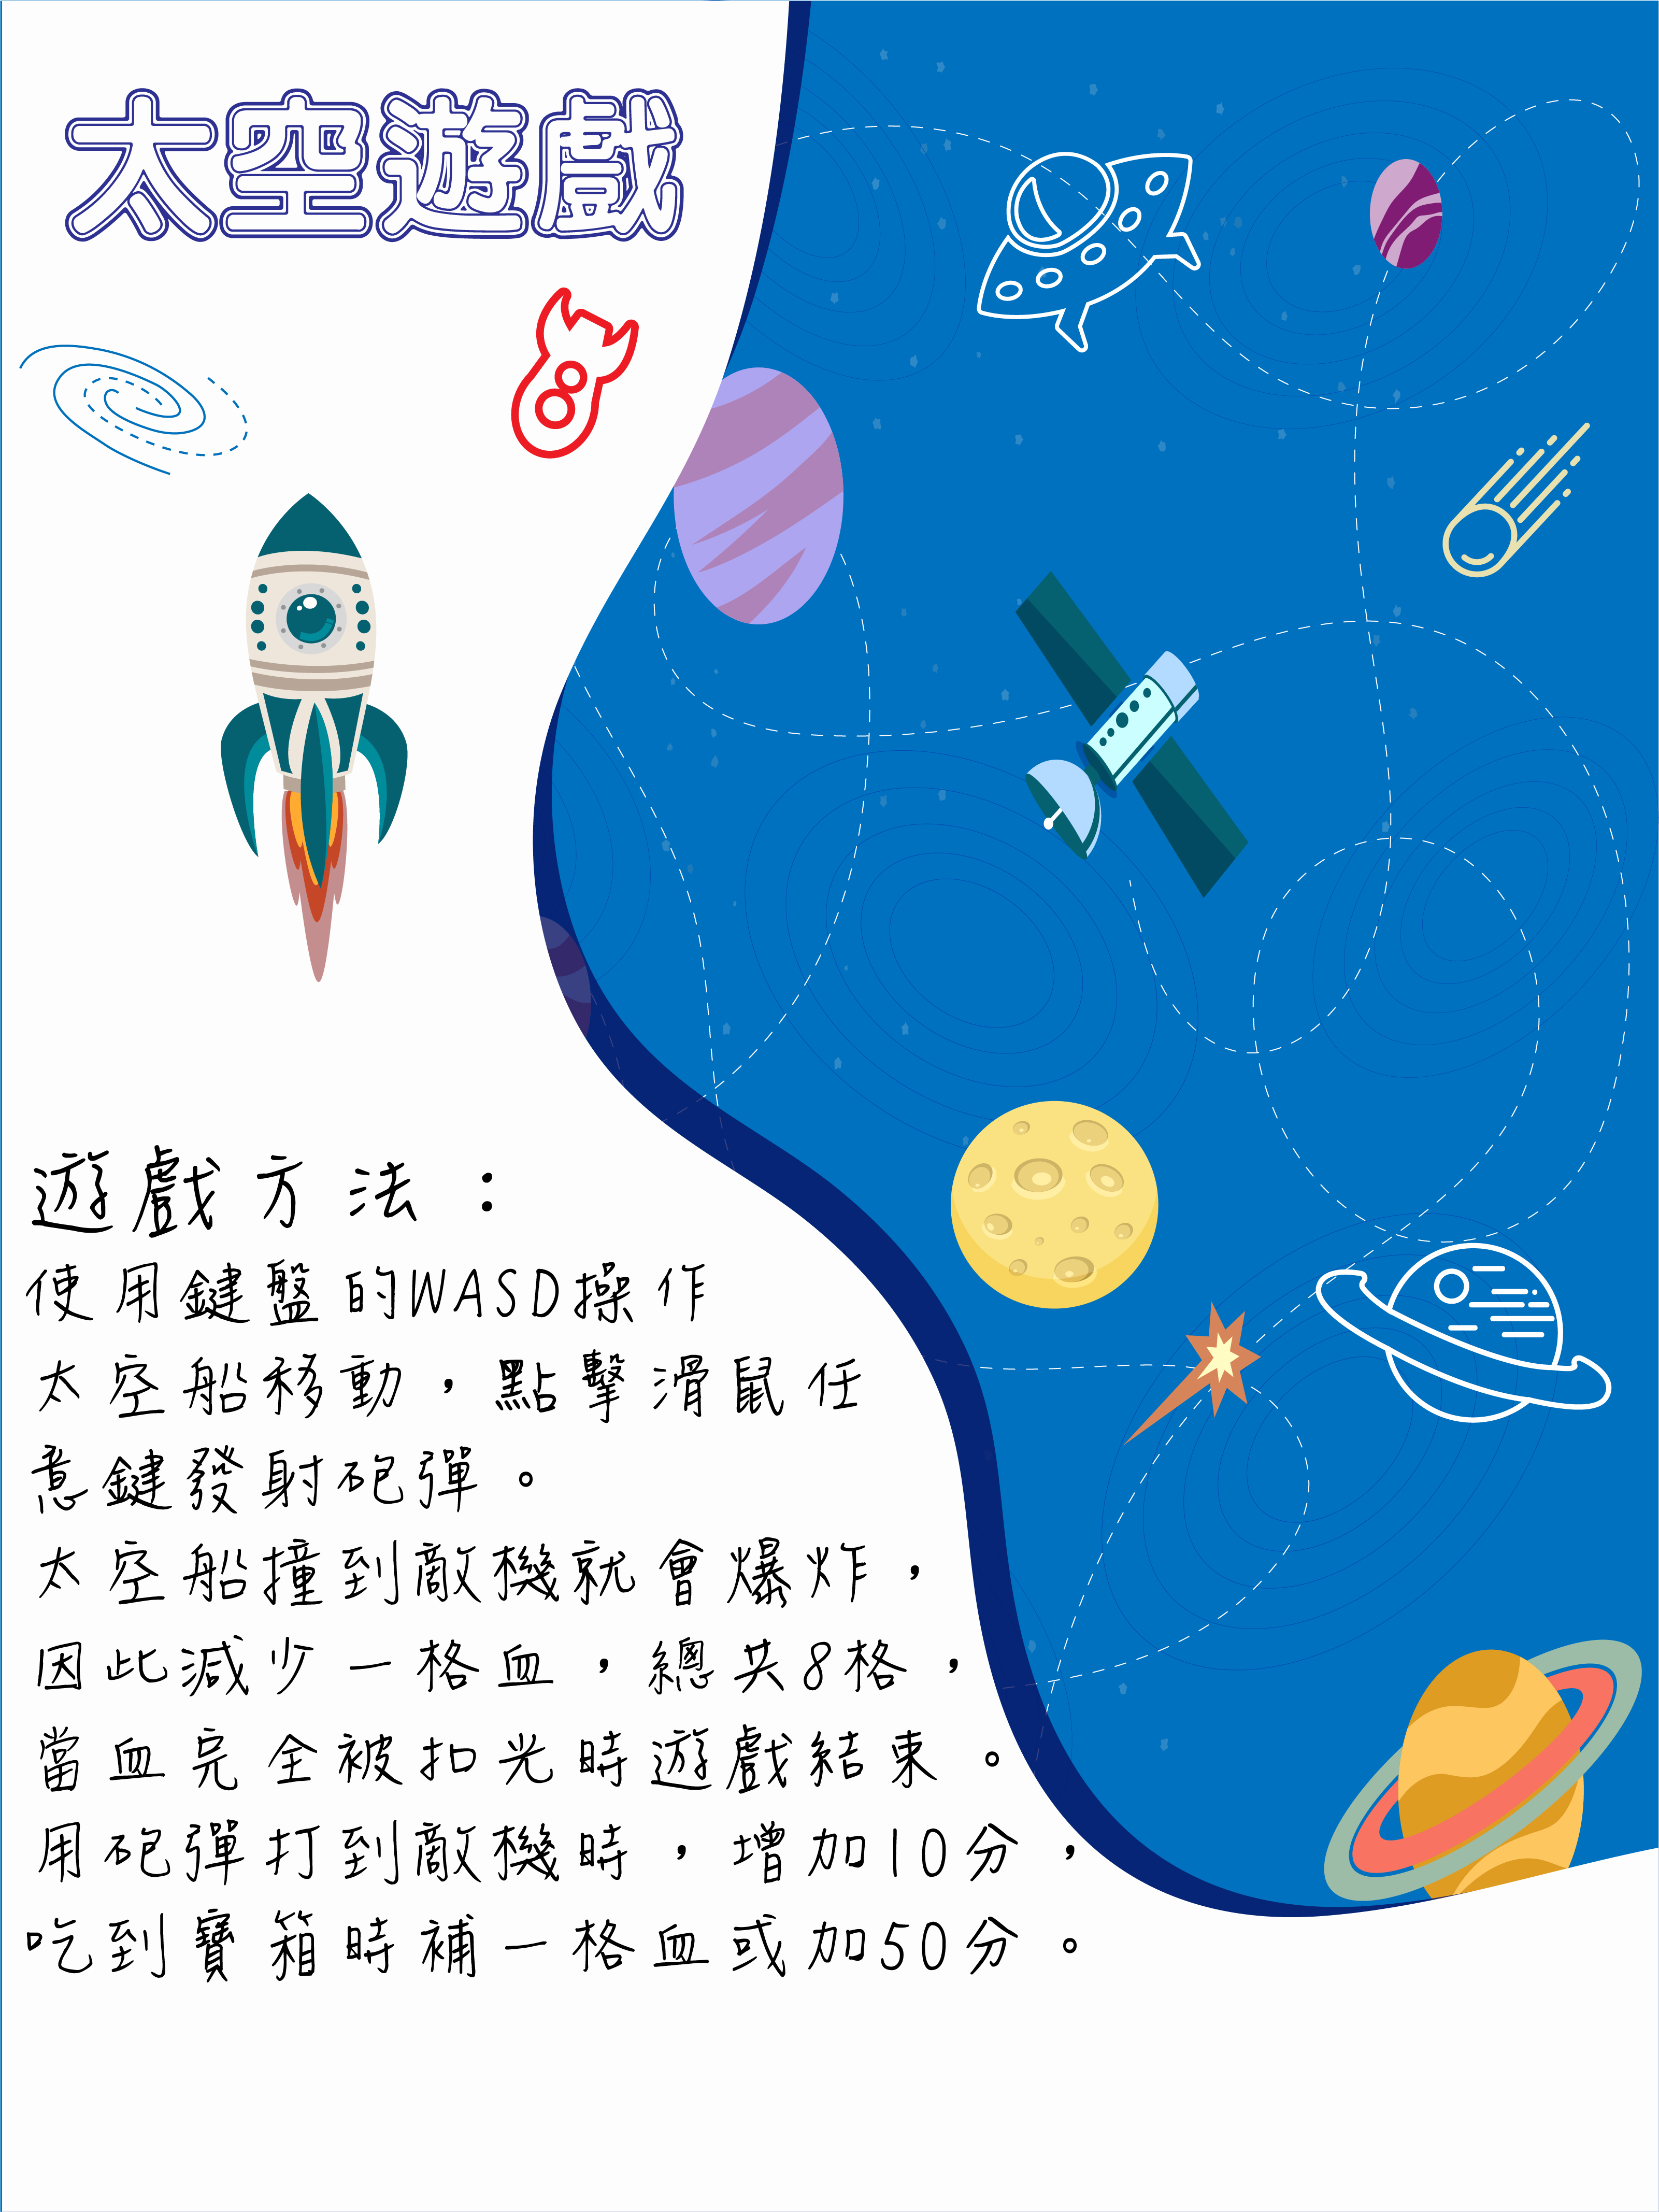 太空遊戲
遊戲方法：
使用鍵盤的WASD操作
太空船移動，點擊滑鼠任
意鍵發射砲彈。
太空船撞到敵機就會爆炸，
因此減少一格血，總共8格，
當血完全被扣光時遊戲結束。
用砲彈打到敵機時，增加10分，
吃到寶箱時補一格血或加50分。